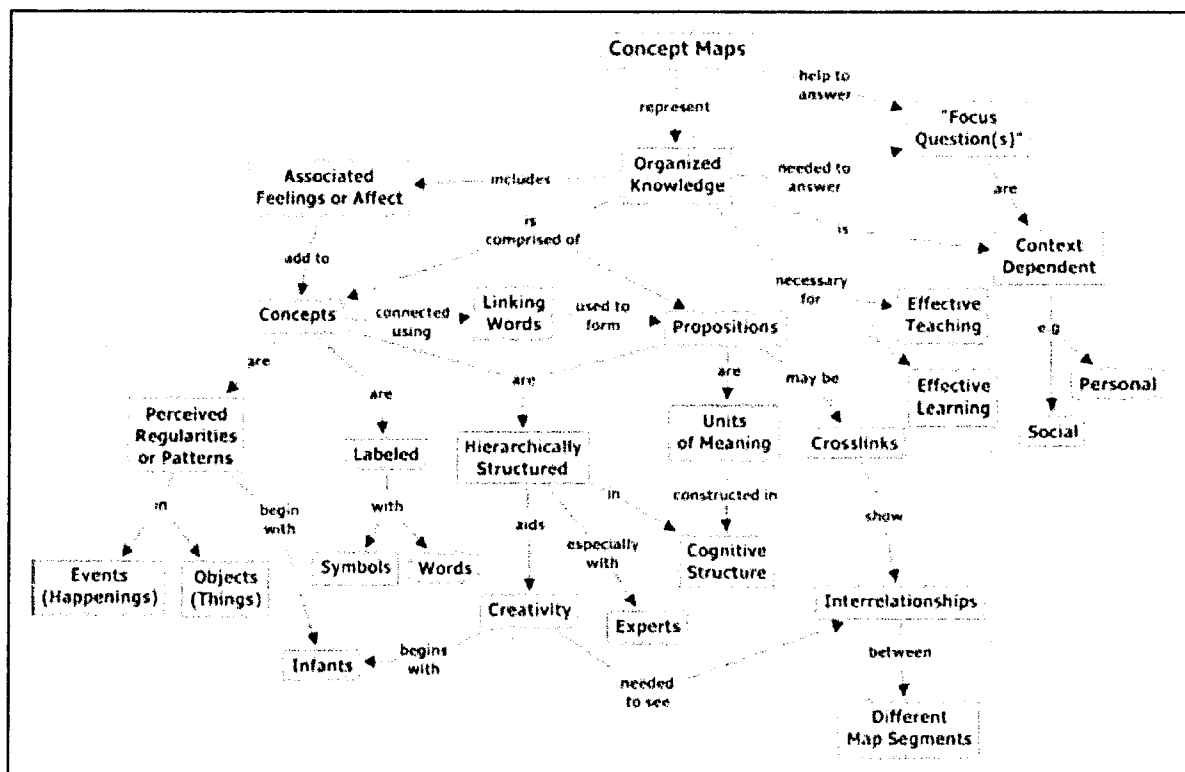 Concept Maps
help to
answer
represent
"Focus
Question(s)"
Associated
Feelings or Affect
includes
Organized
Knowledge
needed to
answer
are
is
comprised of
is
Context
Dependent
add to
necessary
for
Concepts
connected
using
Linking
Words
used to
form
Propositions
Effective
Teaching
e.g
are
are
are
are
may be
Effective
Learning
Personal
Perceived
Regularities
or Patterns
Labeled
Hierarchically
Structured
Units
of Meaning
Crosslinks
Social
in
begin
with
with
aids
in
constructed in
show
especially
with
Events
(Happenings)
Objects
(Things)
Symbols
Words
Cognitive
Structure
Creativity
Experts
Interrelationships
Infants
begins
with
needed
to see
between
Different
Map Segments